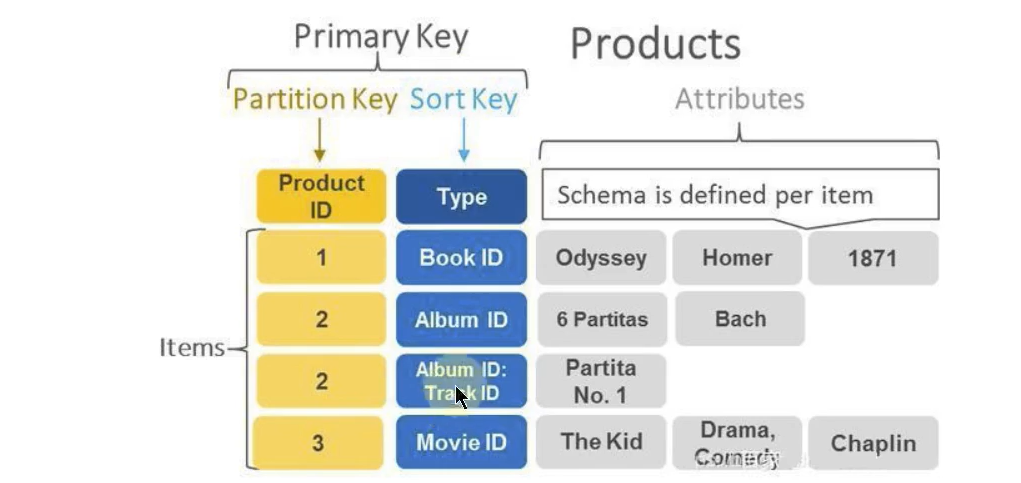 Primary Key
Products
Partition Key Sort Key
Attributes
Product
ID
Type
Schema is defined per item
1
Book ID
Odyssey
Homer
1871
2
Album ID
6 Partitas
Bach
Items
2
Album ID:
Track ID
Partita
No. 1
3
Movie ID
The Kid
Drama,
Comedy
Chaplin